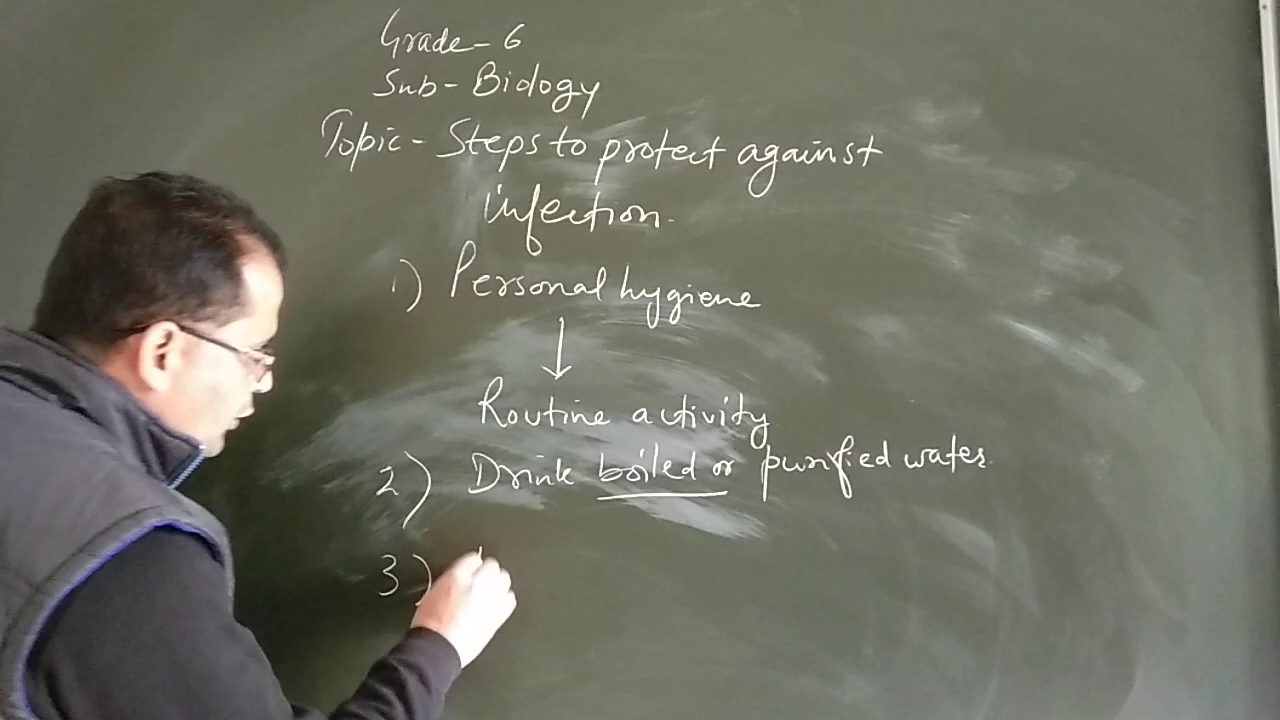 Grade - 6
Sub - Biology
Topic - Steps to protect against
infection.
1) Personal hygiene
↓
Routine activity
2) Drink boiled or purified water.
3)